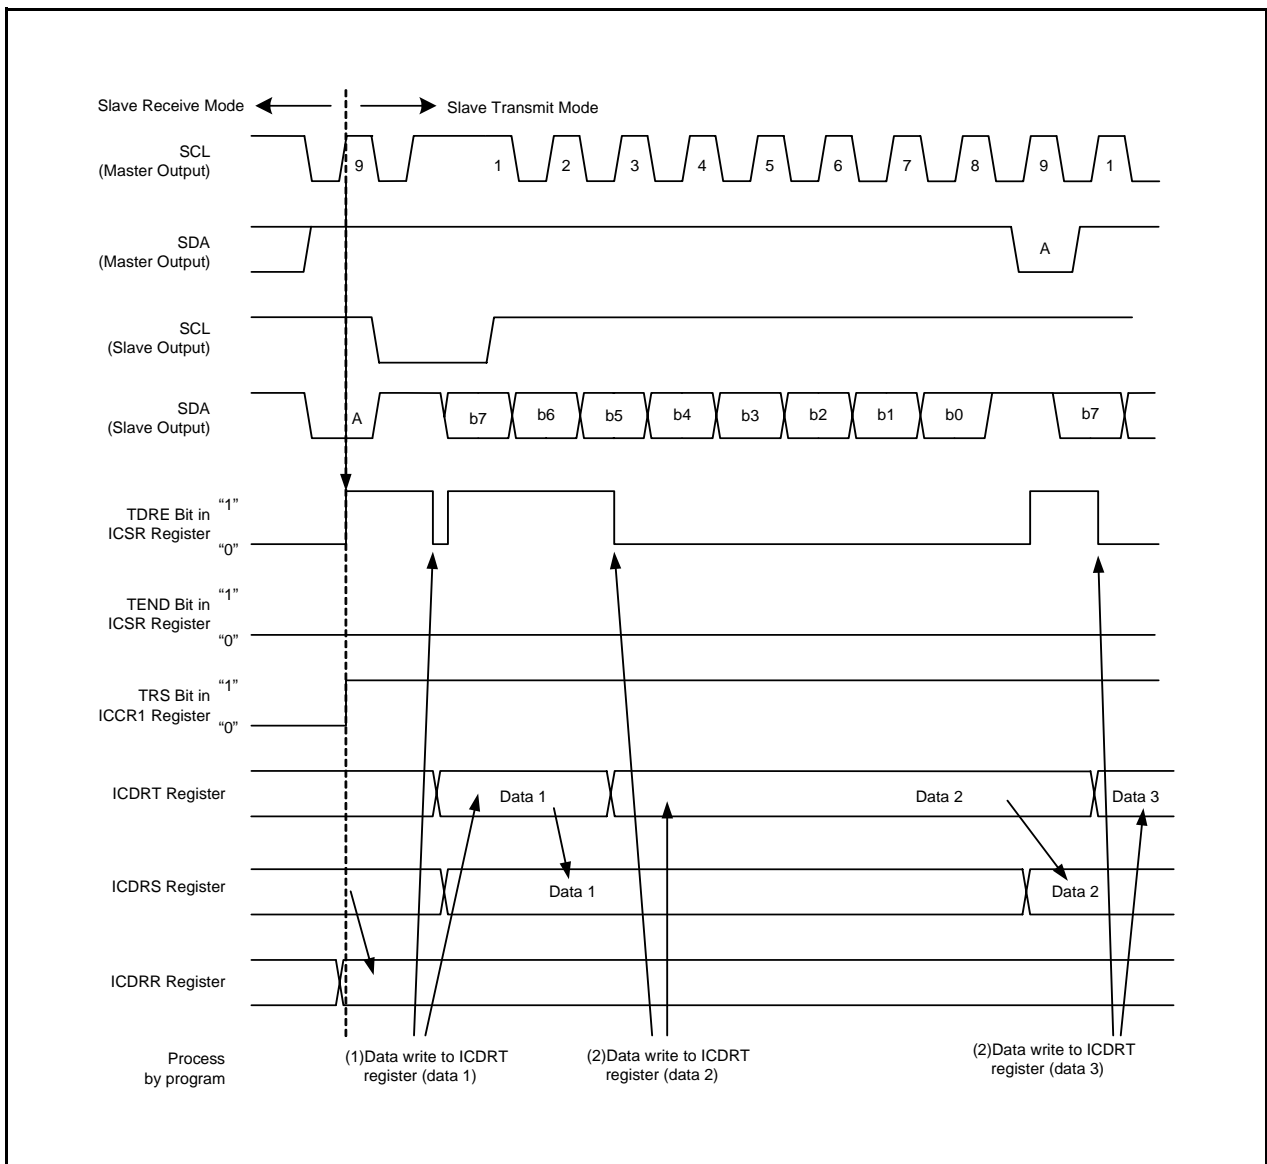 Slave Receive Mode
Slave Transmit Mode
SCL
(Master Output)
9 1 2 3 4 5 6 7 8 9 1
SDA
(Master Output)
A
SCL
(Slave Output)
SDA
(Slave Output)
A b7 b6 b5 b4 b3 b2 b1 b0 b7
TDRE Bit in
ICSR Register
“1”
“0”
TEND Bit in
ICSR Register
“1”
“0”
TRS Bit in
ICCR1 Register
“1”
“0”
ICDRT Register
Data 1 Data 2 Data 3
ICDRS Register
Data 1 Data 2
ICDRR Register
Process
by program
(1)Data write to ICDRT
register (data 1)
(2)Data write to ICDRT
register (data 2)
(2)Data write to ICDRT
register (data 3)